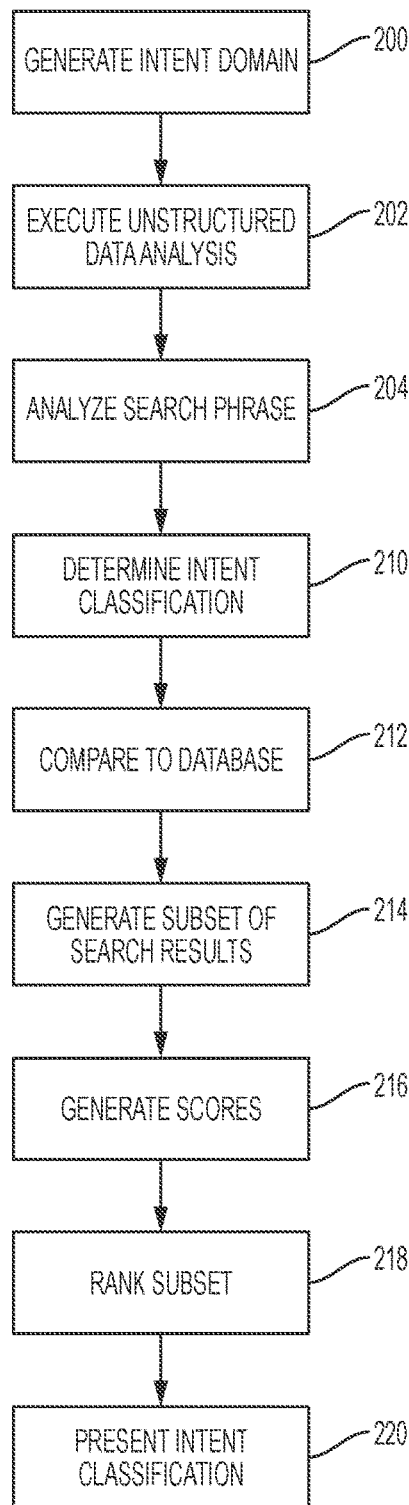 GENERATE INTENT DOMAIN
200
EXECUTE UNSTRUCTURED
DATA ANALYSIS
202
ANALYZE SEARCH PHRASE
204
DETERMINE INTENT
CLASSIFICATION
210
COMPARE TO DATABASE
212
GENERATE SUBSET OF
SEARCH RESULTS
214
GENERATE SCORES
216
RANK SUBSET
218
PRESENT INTENT
CLASSIFICATION
220